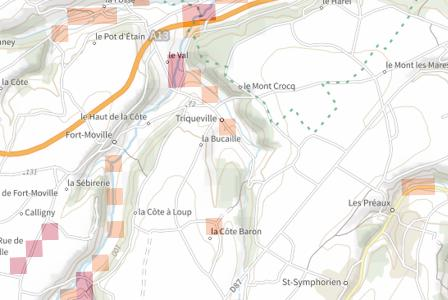 la Fosse
le Harel
le Pot d'Étain
A13
le Val
la Côte
le Mont les Mares
le Mont Crocq
le Haut de la Côte
Triqueville
Fort-Moville
la Bucaille
de Fort-Moville
la Sébirerie
Calligny
la Côte à Loup
Les Préaux
Rue de
la Côte Baron
100
D87
St-Symphorien